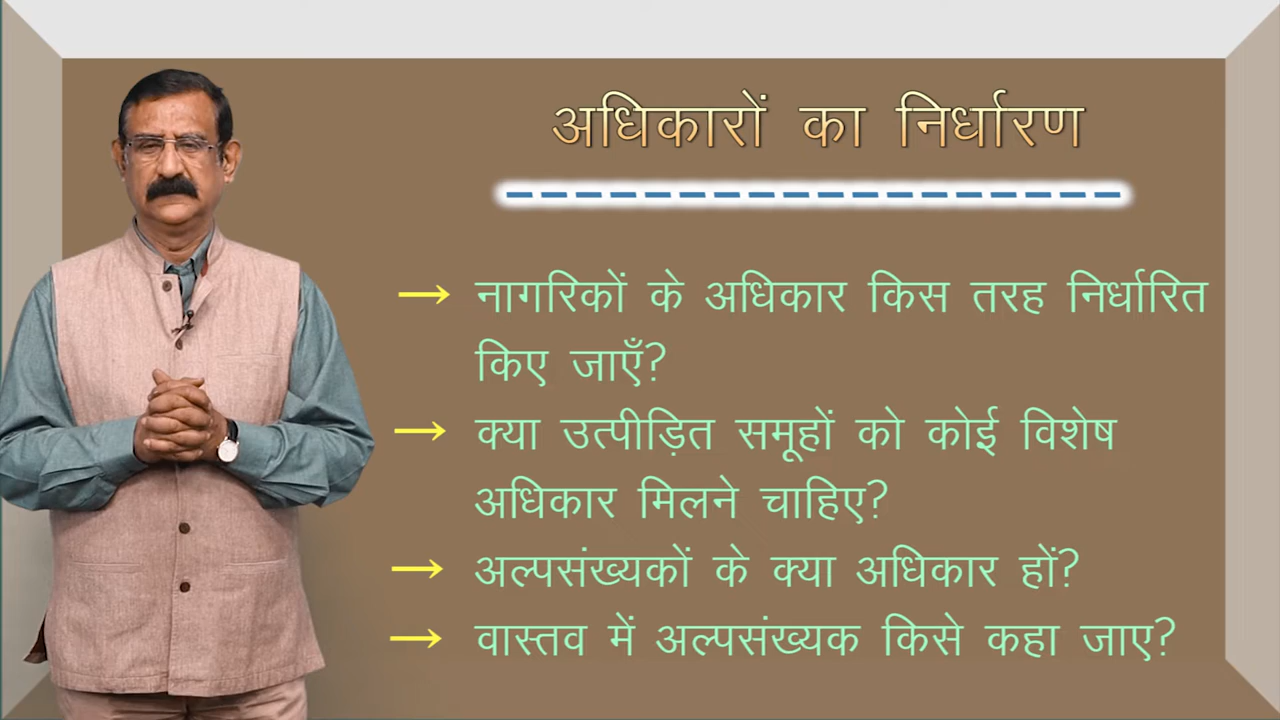 अधिकारों का निर्धारण
→ नागरिकों के अधिकार किस तरह निर्धारित
किए जाएँ?
→ क्या उत्पीड़ित समूहों को कोई विशेष
अधिकार मिलने चाहिए?
→ अल्पसंख्यकों के क्या अधिकार हों?
→ वास्तव में अल्पसंख्यक किसे कहा जाए?